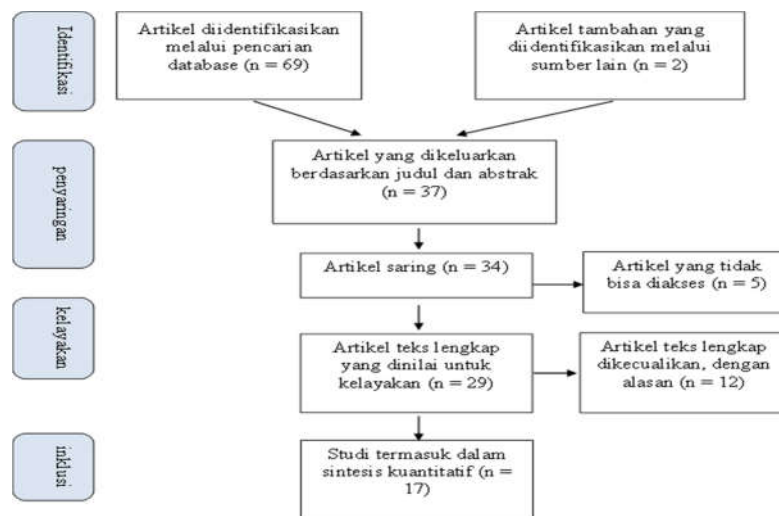 Identifikasi
Artikel diidentifikasikan
melalui pencarian
database (n = 69)
Artikel tambahan yang
diidentifikasikan melalui
sumber lain (n = 2)
penyaringan
Artikel yang dikeluarkan
berdasarkan judul dan abstrak
(n = 37)
Artikel saring (n = 34)
Artikel yang tidak
bisa diakses (n = 5)
kelayakan
Artikel teks lengkap
yang dinilai untuk
kelayakan (n = 29)
Artikel teks lengkap
dikecualikan, dengan
alasan (n = 12)
inklusi
Studi termasuk dalam
sintesis kuantitatif (n =
17)